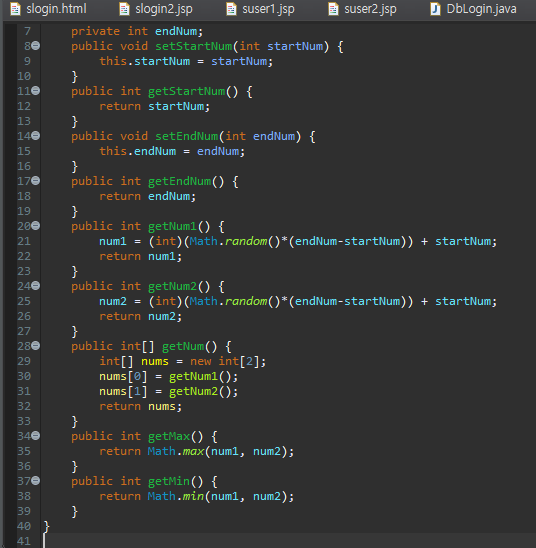 slogin.html slogin2.jsp suser1.jsp suser2.jsp DbLogin.java
7 private int endNum;
8 public void setStartNum(int startNum) {
9 this.startNum = startNum;
10 }
11 public int getStartNum() {
12 return startNum;
13 }
14 public void setEndNum(int endNum) {
15 this.endNum = endNum;
16 }
17 public int getEndNum() {
18 return endNum;
19 }
20 public int getNum1() {
21 num1 = (int)(Math.random()*(endNum-startNum)) + startNum;
22 return num1;
23 }
24 public int getNum2() {
25 num2 = (int)(Math.random()*(endNum-startNum)) + startNum;
26 return num2;
27 }
28 public int[] getNum() {
29 int[] nums = new int[2];
30 nums[0] = getNum1();
31 nums[1] = getNum2();
32 return nums;
33 }
34 public int getMax() {
35 return Math.max(num1, num2);
36 }
37 public int getMin() {
38 return Math.min(num1, num2);
39 }
40 }
41